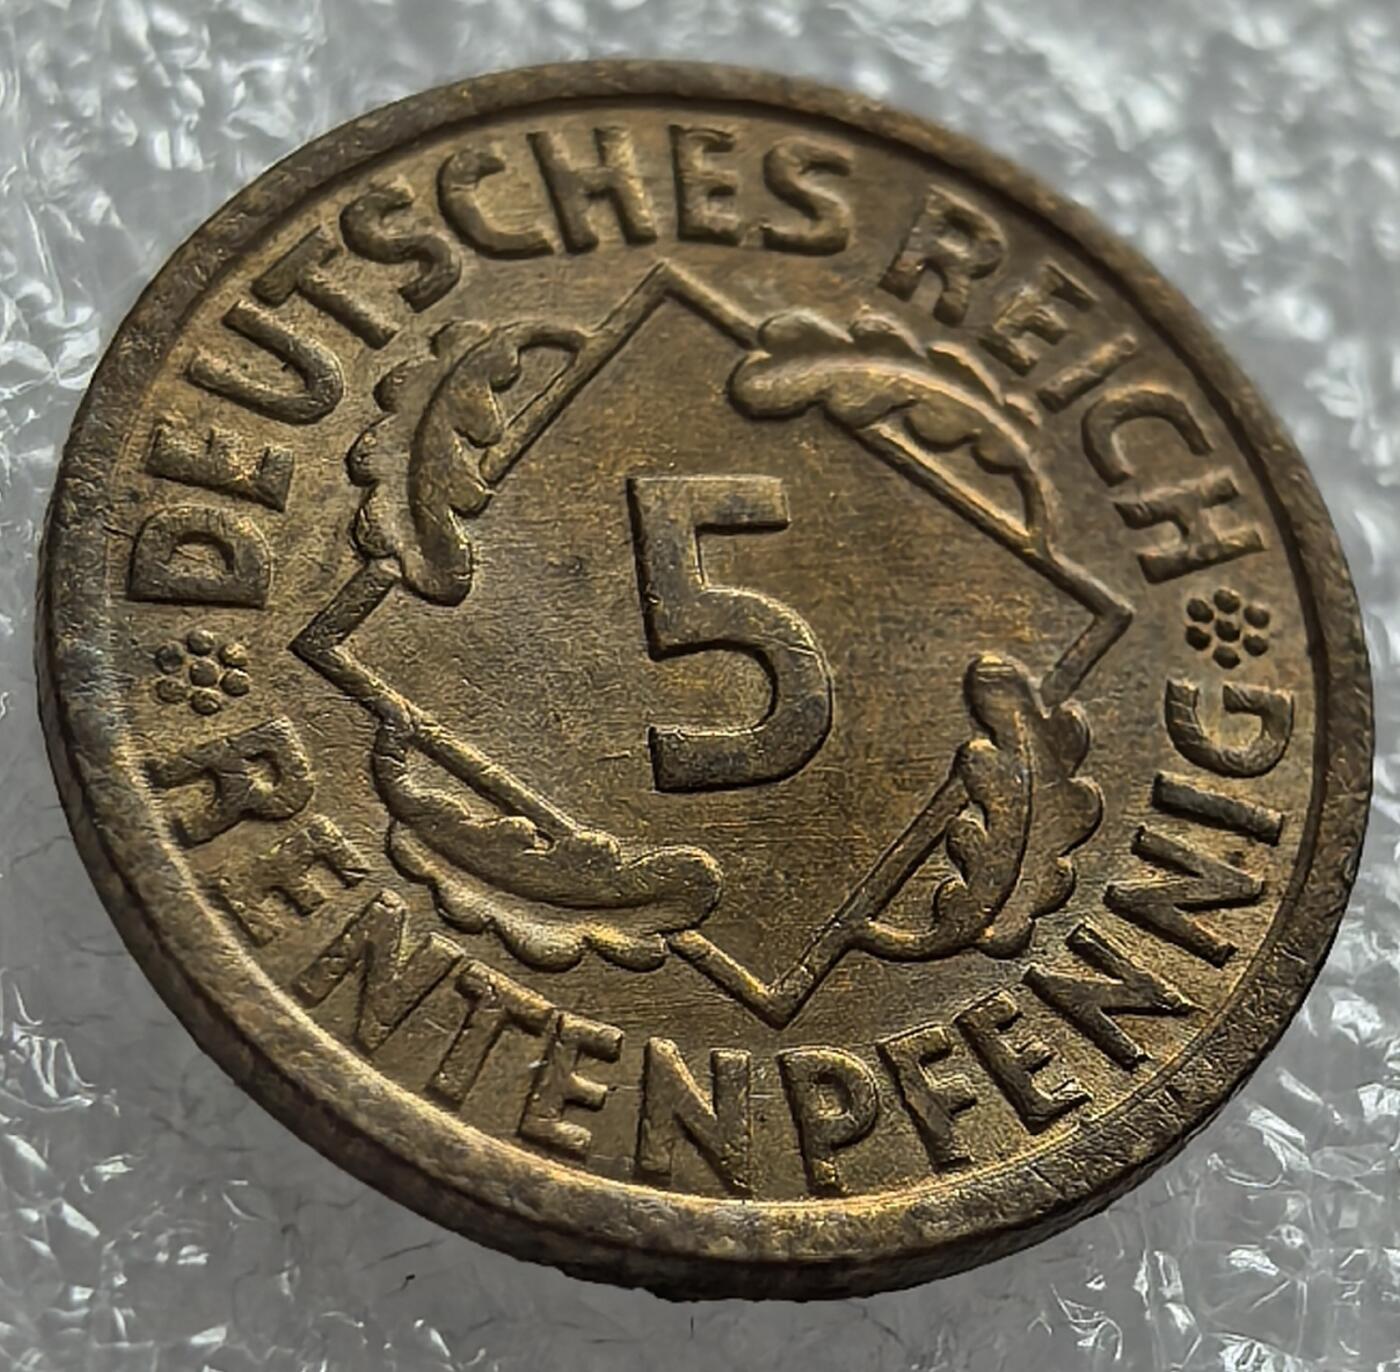 DEUTSCHES REICH
5
RENTENPFENNIG